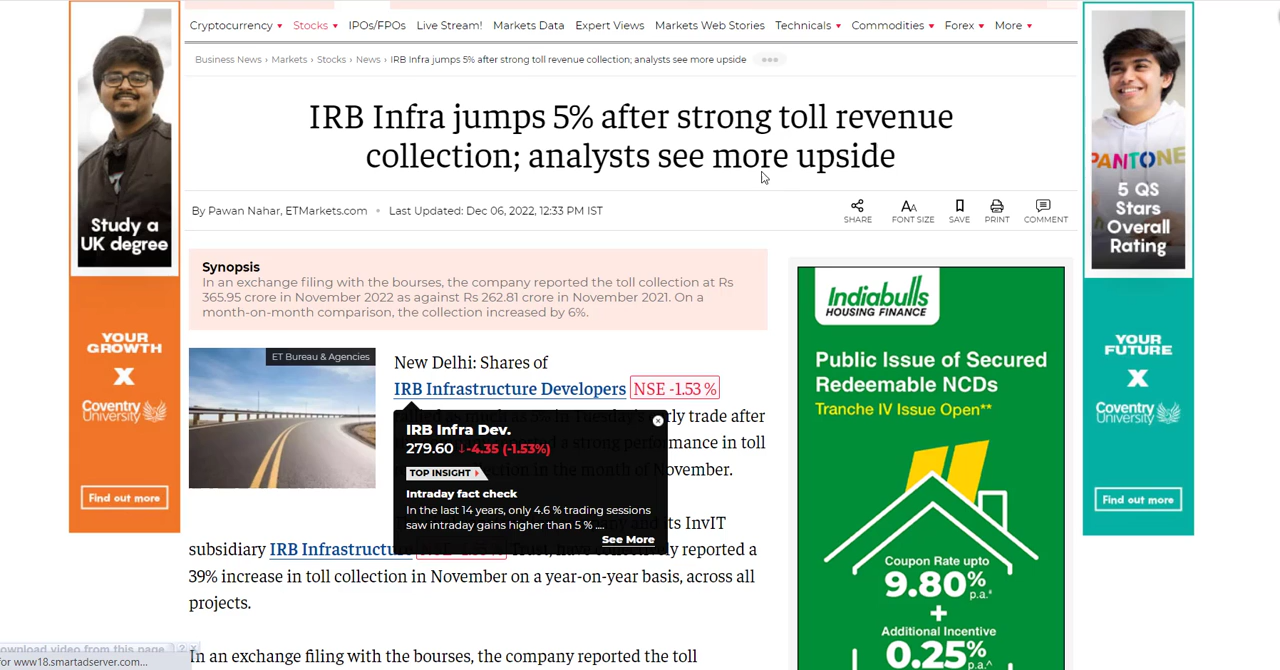 Cryptocurrency Stocks IPOs/FPOs Live Stream! Markets Data Expert Views Markets Web Stories Technicals Commodities Forex More
Business News › Markets › Stocks › News › IRB Infra jumps 5% after strong toll revenue collection; analysts see more upside
IRB Infra jumps 5% after strong toll revenue
collection; analysts see more upside
By Pawan Nahar, ETMarkets.com • Last Updated: Dec 06, 2022, 12:33 PM IST
SHARE FONT SIZE SAVE PRINT COMMENT
Synopsis
In an exchange filing with the bourses, the company reported the toll collection at Rs
365.95 crore in November 2022 as against Rs 262.81 crore in November 2021. On a
month-on-month comparison, the collection increased by 6%.
ET Bureau & Agencies
New Delhi: Shares of
IRB Infrastructure Developers NSE -1.53 %
rly trade after
a strong performance in toll
ction in the month of November.
IRB Infra Dev.
279.60 ↓-4.35 (-1.53%)
TOP INSIGHT
Intraday fact check
In the last 14 years, only 4.6 % trading sessions
saw intraday gains higher than 5 % ....
See More
and its InvIT
subsidiary IRB Infrastructu reported a
39% increase in toll collection in November on a year-on-year basis, across all
projects.
In an exchange filing with the bourses, the company reported the toll
Study a
UK degree
YOUR
GROWTH
X
Coventry
University
Find out more
PANTONE
5 QS
Stars
Overall
Rating
YOUR
FUTURE
X
Coventry
University
Find out more
Indiabulls
HOUSING FINANCE
Public Issue of Secured
Redeemable NCDs
Tranche IV Issue Open**
Coupon Rate upto
9.80% p.a.#
+
Additional Incentive
0.25% p.a.^
ownload video from this page ? x
for www18.smartadserver.com...